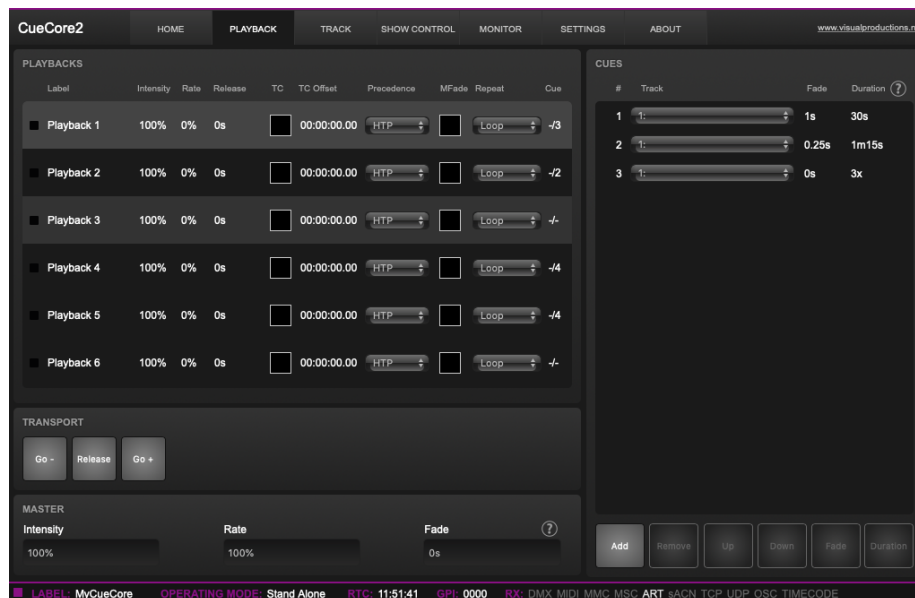 CueCore2 HOME PLAYBACK TRACK SHOW CONTROL MONITOR SETTINGS ABOUT www.visualproductions.n
PLAYBACKS
Label Intensity Rate Release TC TC Offset Precedence MFade Repeat Cue
Playback 1 100% 0% 0s 00:00:00.00 HTP Loop -/3
Playback 2 100% 0% 0s 00:00:00.00 HTP Loop -/2
Playback 3 100% 0% 0s 00:00:00.00 HTP Loop -/-
Playback 4 100% 0% 0s 00:00:00.00 HTP Loop -/4
Playback 5 100% 0% 0s 00:00:00.00 HTP Loop -/4
Playback 6 100% 0% 0s 00:00:00.00 HTP Loop -/-
TRANSPORT
Go - Release Go +
MASTER
Intensity Rate Fade ?
100% 100% 0s
CUES
# Track Fade Duration ?
1 1: 1s 30s
2 1: 0.25s 1m15s
3 1: 0s 3x
Add Remove Up Down Fade Duration
LABEL: MyCueCore OPERATING MODE: Stand Alone RTC: 11:51:41 GPI: 0000 RX: DMX MIDI MMC MSC ART sACN TCP UDP OSC TIMECODE